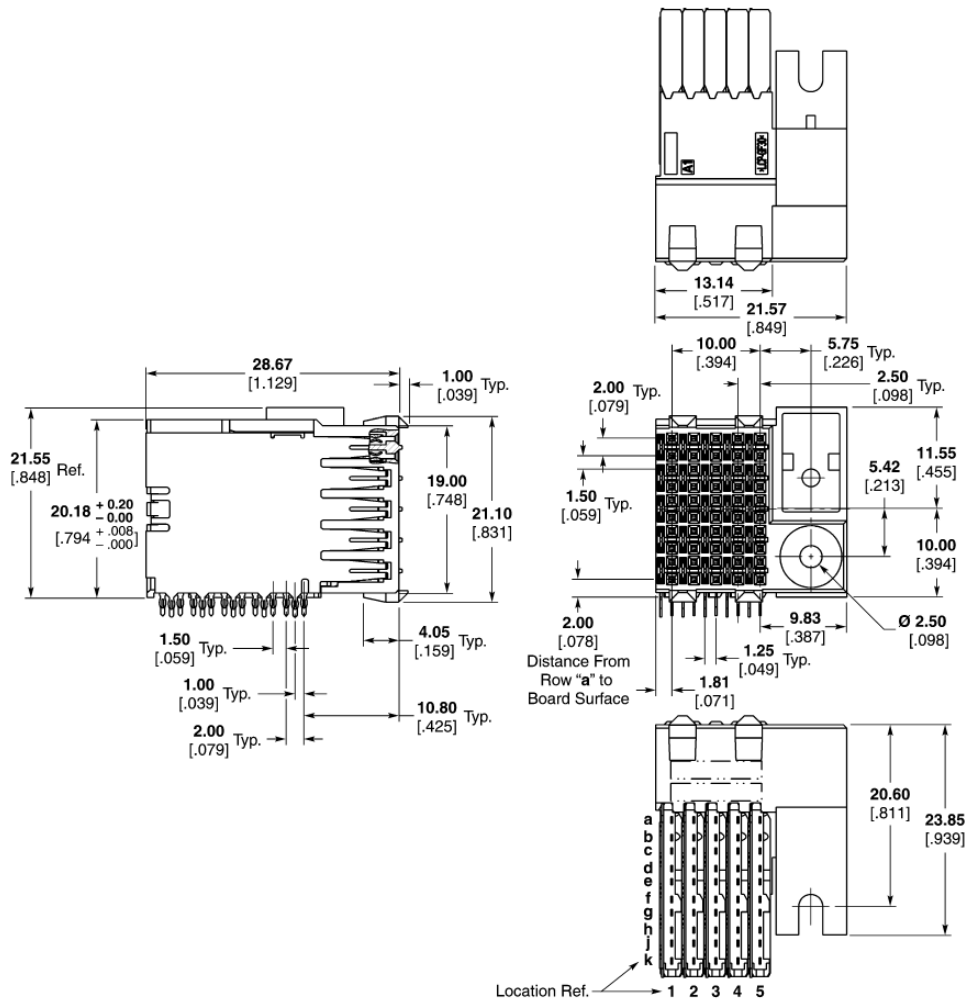 A1
>LCP-GF30<
13.14
[.517]
21.57
[.849]
28.67
[1.129]
1.00 Typ.
[.039]
10.00
[.394]
5.75 Typ.
[.226]
2.00
[.079]
Typ.
2.50
[.098]
21.55 Ref.
[.848]
20.18 + 0.20
- 0.00
[.794 + .008
- .000]
19.00
[.748]
21.10
[.831]
1.50
[.059]
Typ.
5.42
[.213]
11.55
[.455]
10.00
[.394]
4.05
[.159]
1.50 Typ.
[.059]
1.00 Typ.
[.039]
2.00 Typ.
[.079]
10.80 Typ.
[.425]
2.00
[.078]
Distance From
Row “a” to
Board Surface
9.83
[.387]
Ø 2.50
[.098]
1.25 Typ.
[.049]
1.81
[.071]
20.60
[.811]
23.85
[.939]
a
b
c
d
e
f
g
h
j
k
Location Ref. 1 2 3 4 5